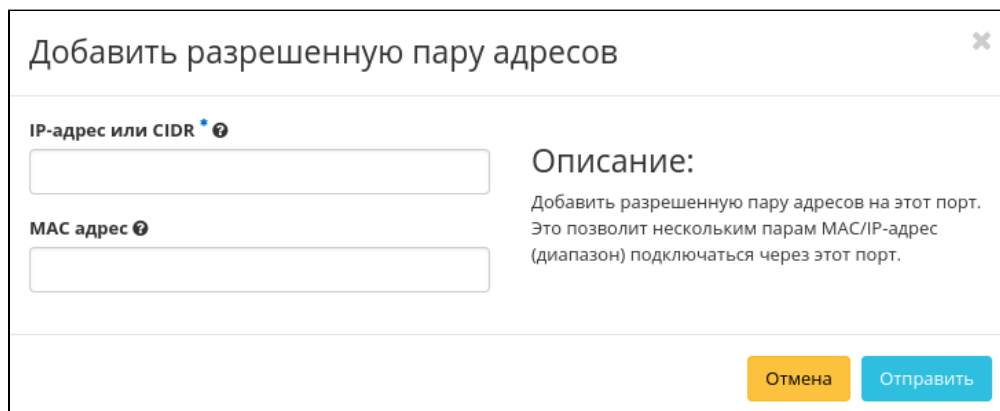 Добавить разрешенную пару адресов
IP-адрес или CIDR *
MAC адрес
Описание:
Добавить разрешенную пару адресов на этот порт.
Это позволит нескольким парам MAC/IP-адрес
(диапазон) подключаться через этот порт.
Отмена
Отправить